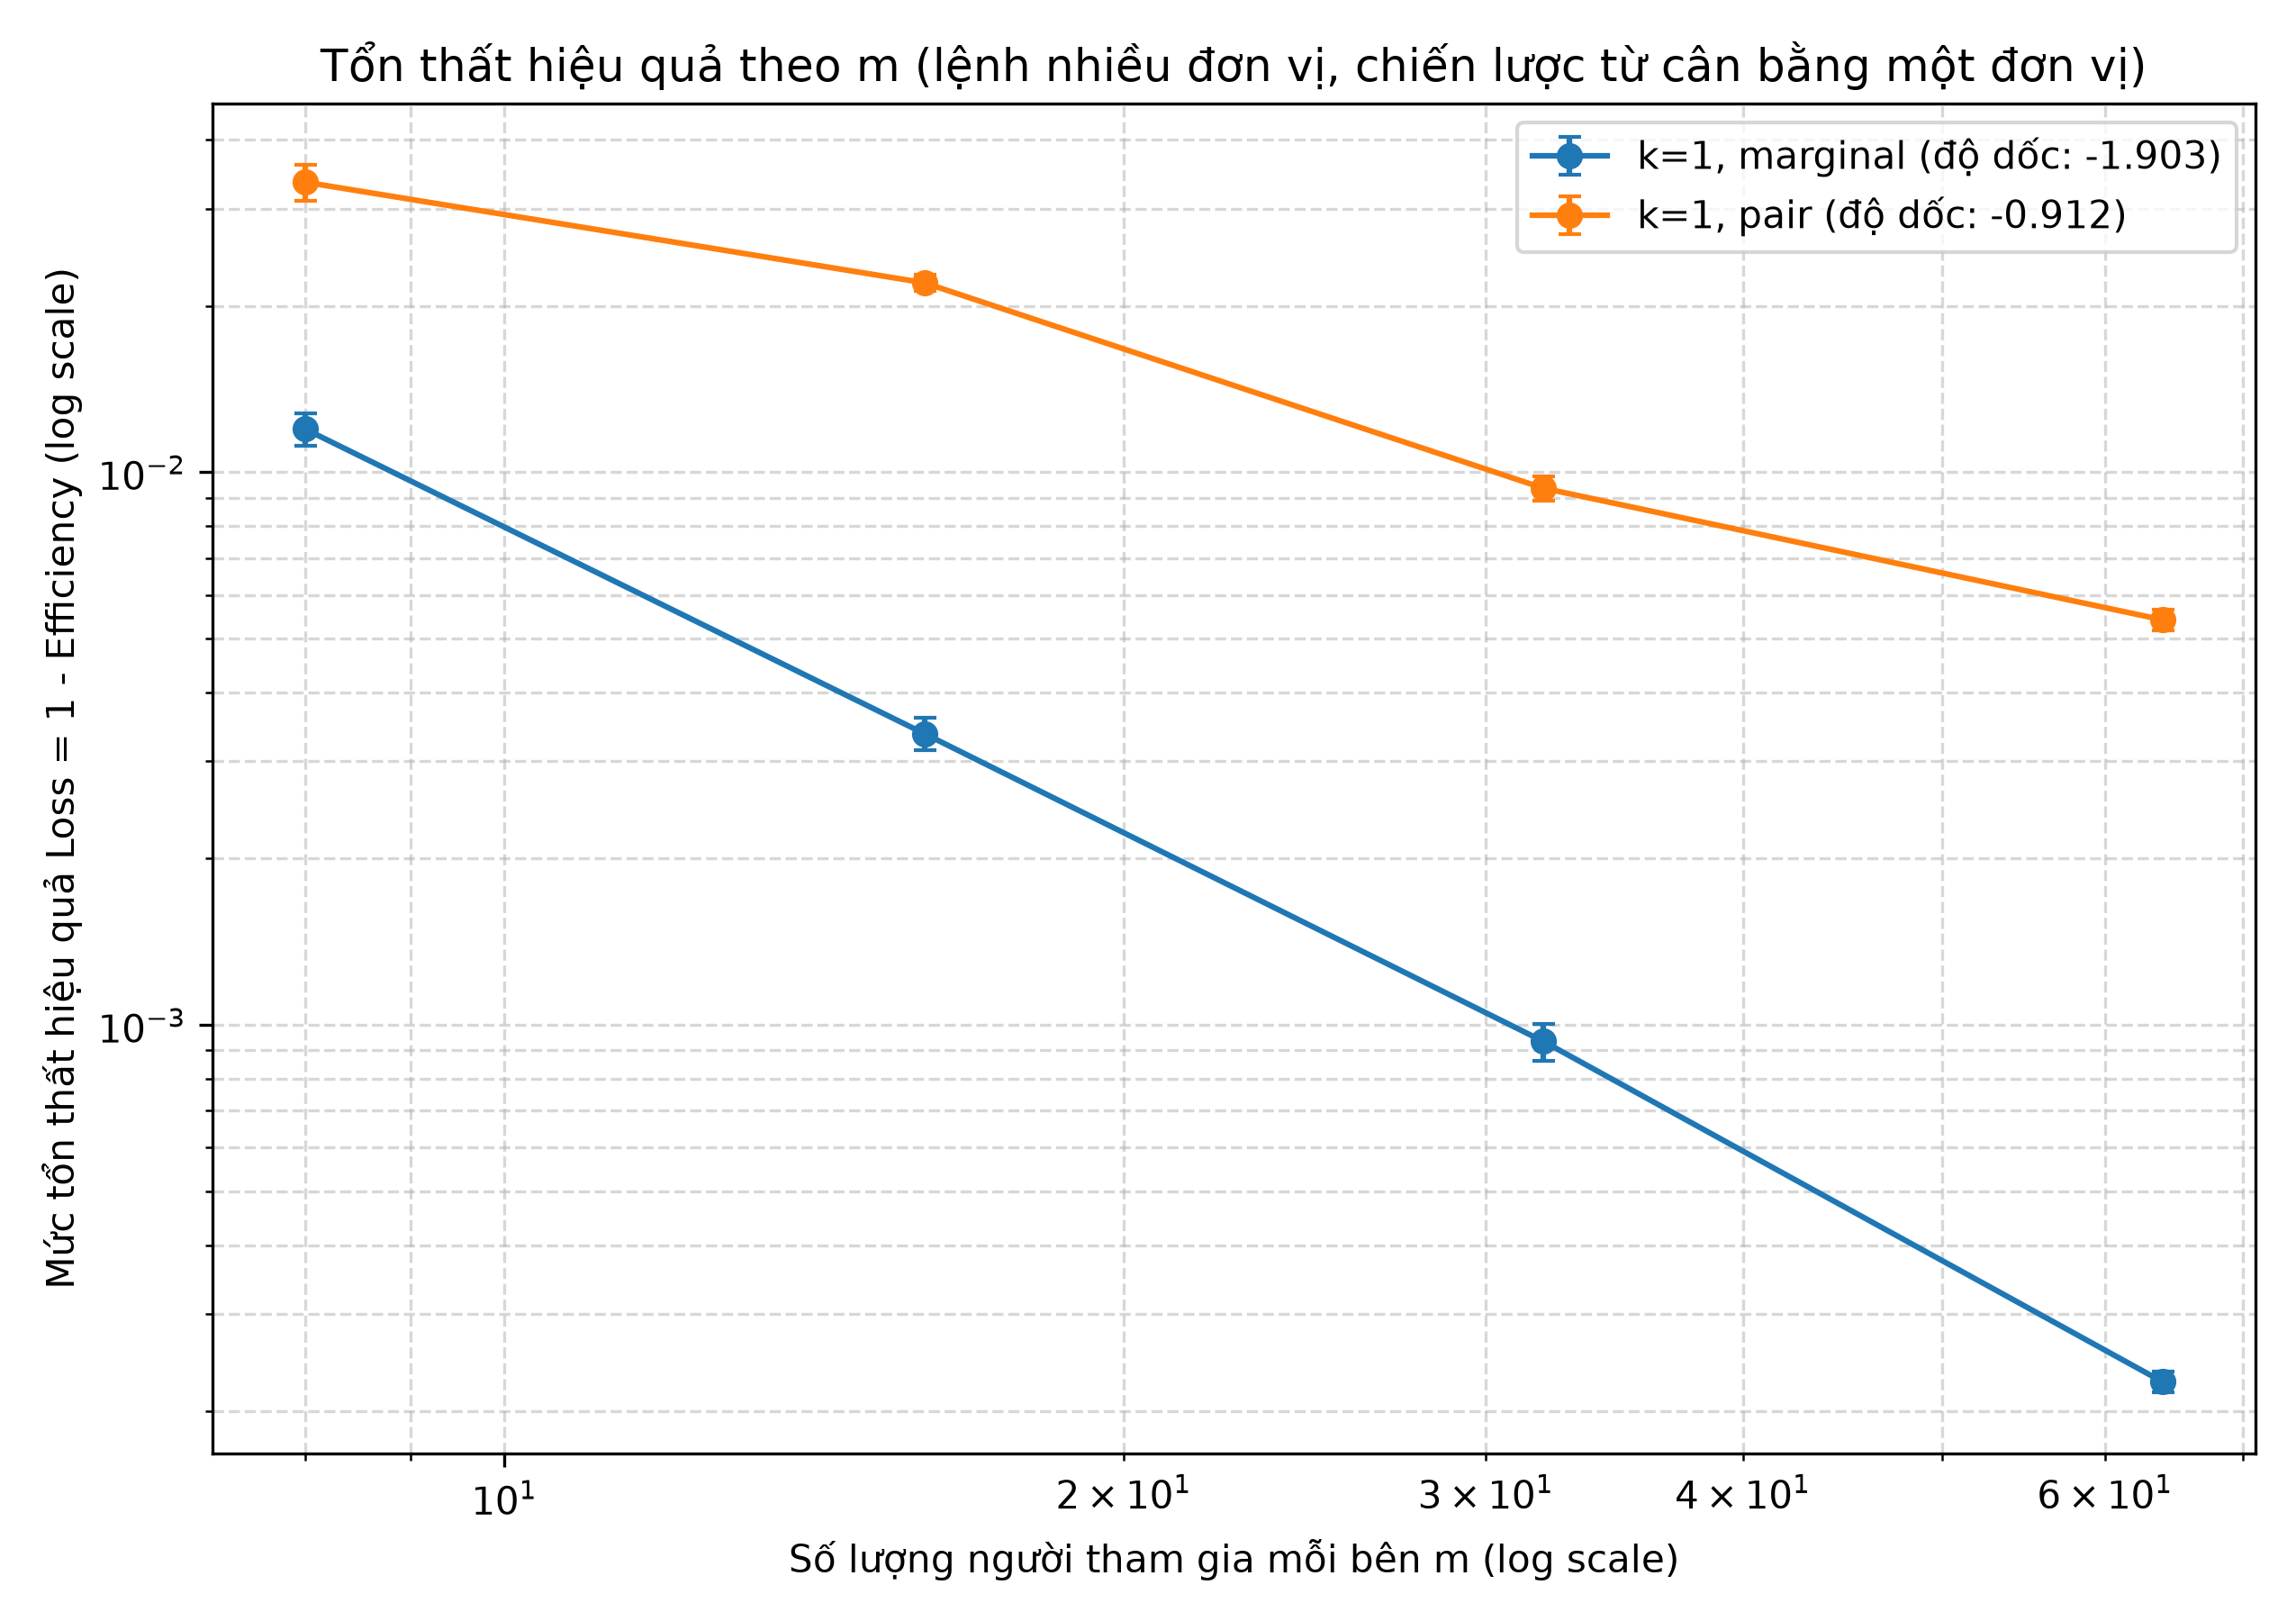 Tổn thất hiệu quả theo m (lệnh nhiều đơn vị, chiến lược từ cân bằng một đơn vị)
k=1, marginal (độ dốc: -1.903)
k=1, pair (độ dốc: -0.912)
Mức tổn thất hiệu quả Loss = 1 - Efficiency (log scale)
10⁻²
10⁻³
10¹
2 × 10¹
3 × 10¹
4 × 10¹
6 × 10¹
Số lượng người tham gia mỗi bên m (log scale)